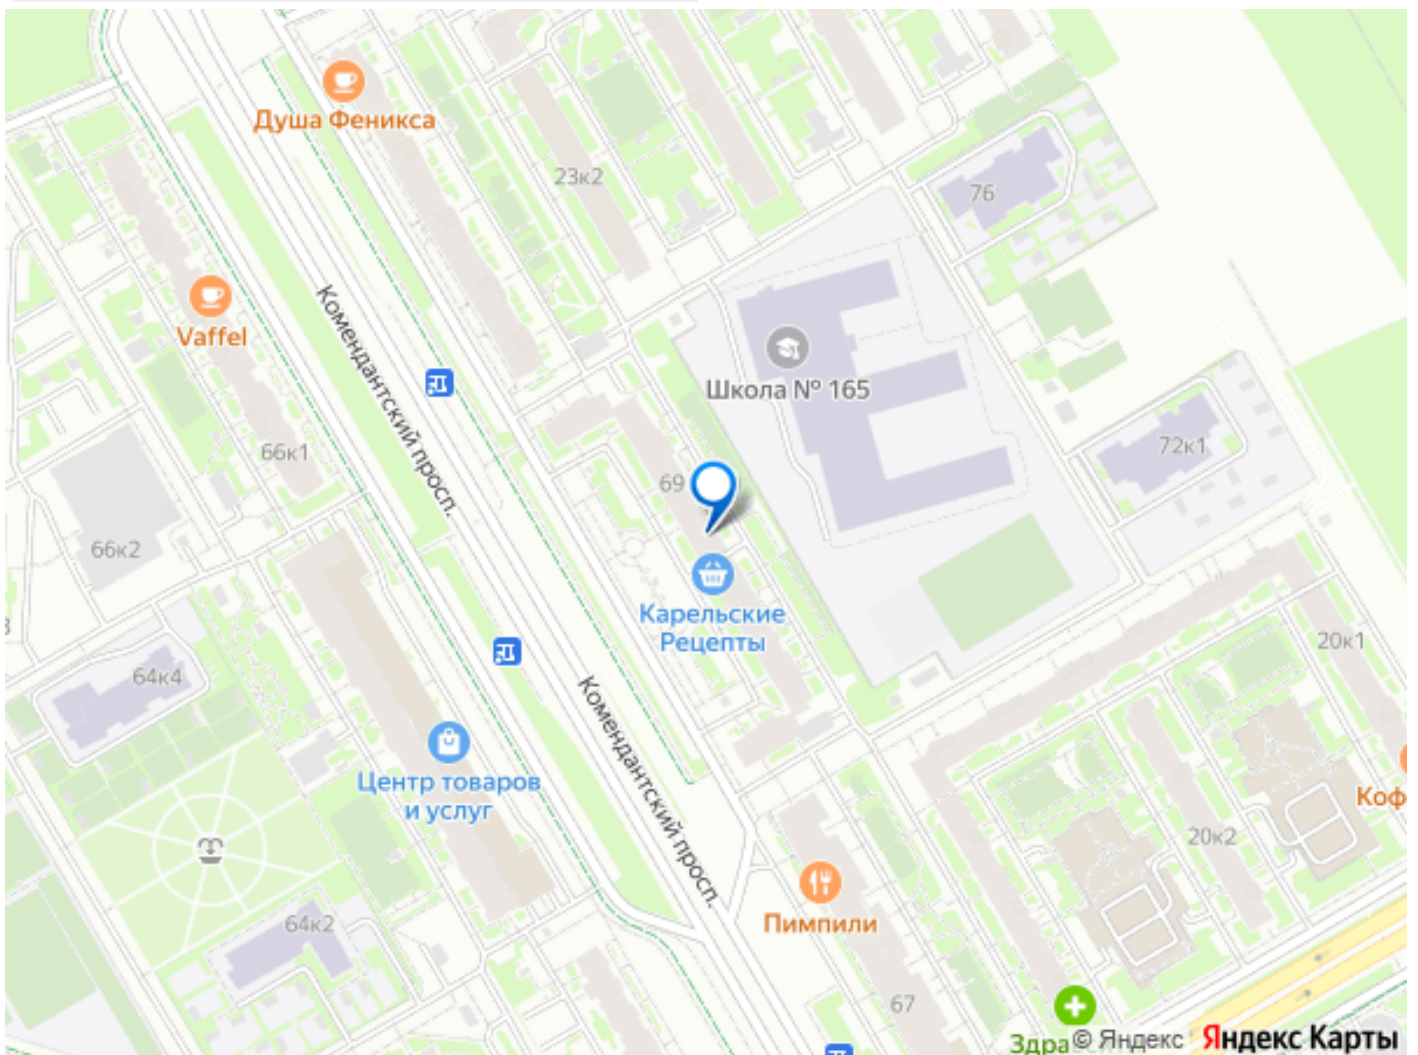 Душа Феникса
23к2
76
Vaffel
Комендантский просп.
Школа № 165
66к1
72к1
69
66к2
Карельские
Рецепты
20к1
64к4
Центр товаров
и услуг
Комендантский просп.
Коф
20к2
Пимпили
64к2
67
Здра
© Яндекс
Яндекс Карты